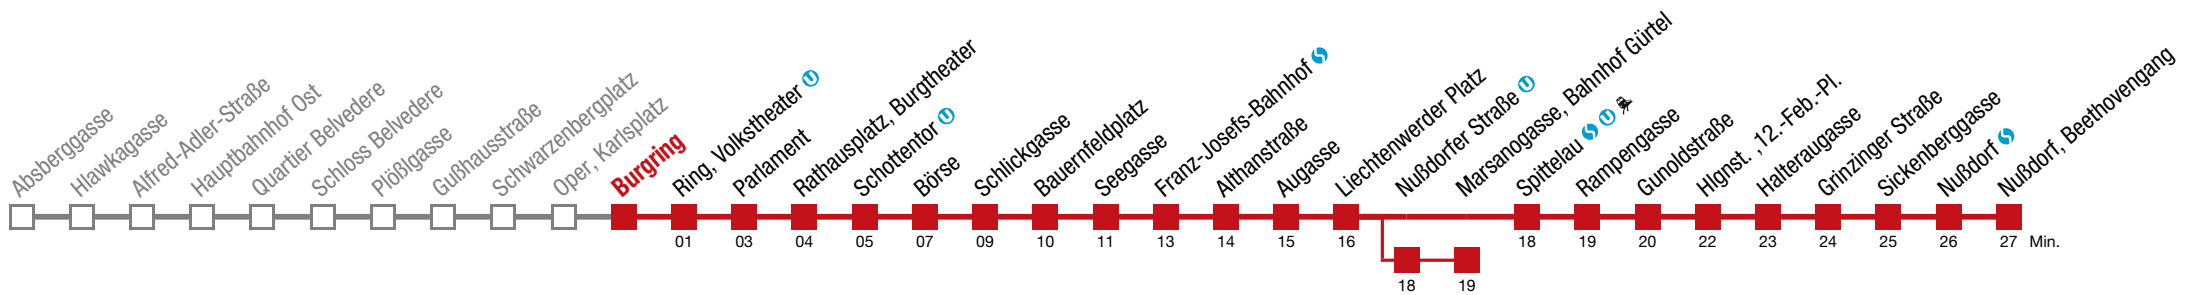 Absberggasse
Hlawkagasse
Alfred-Adler-Straße
Hauptbahnhof Ost
Quartier Belvedere
Schloss Belvedere
Plößlgasse
Gußhausstraße
Schwarzenbergplatz
Oper, Karlsplatz
Burgring
Ring, Volkstheater U
Parlament
Rathausplatz, Burgtheater
Schottentor U
Börse
Schlickgasse
Bauernfeldplatz
Seegasse
Franz-Josefs-Bahnhof S
Althanstraße
Augasse
Liechtenwerder Platz
Nußdorfer Straße U
Marsanogasse, Bahnhof Gürtel
Spittelau S U
Rampengasse
Gunoldstraße
Hlgnst. ,12.-Feb.-Pl.
Halteraugasse
Grinzinger Straße
Sickenberggasse
Nußdorf S
Nußdorf, Beethovengang
01 03 04 05 07 09 10 11 13 14 15 16 18 19 20 22 23 24 25 26 27 Min.
18 19